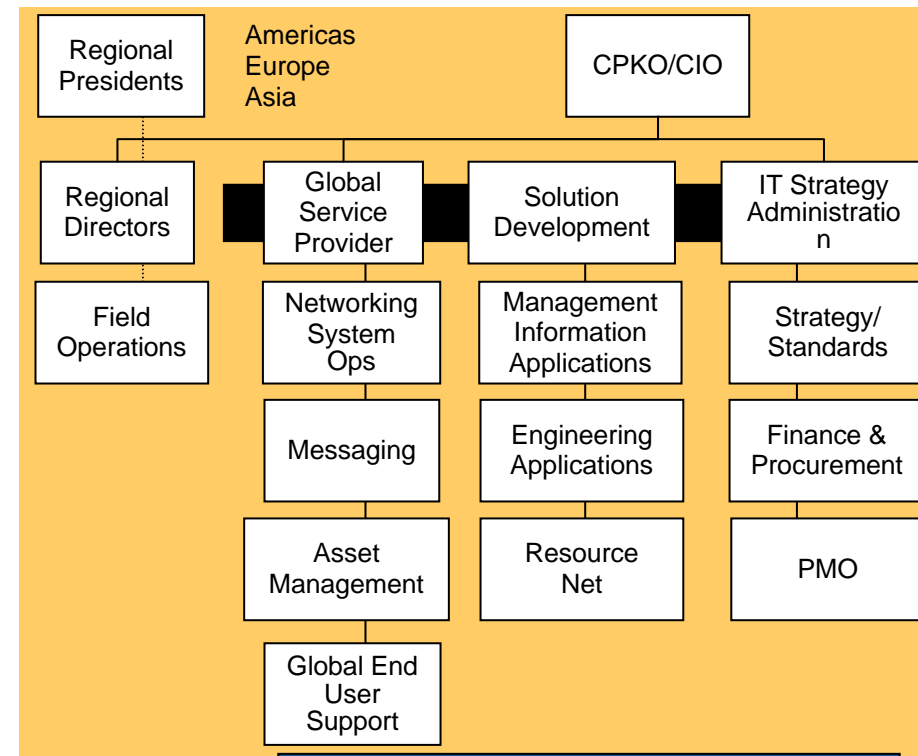 Regional
Presidents
Americas
Europe
Asia
CPKO/CIO
Regional
Directors
Global
Service
Provider
Solution
Development
IT Strategy
Administratio
n
Field
Operations
Networking
System
Ops
Management
Information
Applications
Strategy/
Standards
Messaging
Engineering
Applications
Finance &
Procurement
Asset
Management
Resource
Net
PMO
Global End
User
Support